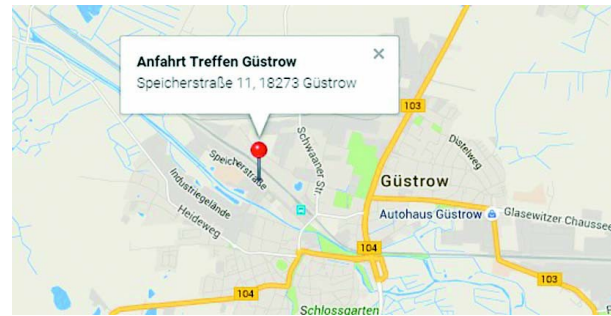 Anfahrt Treffen Güstrow
Speicherstraße 11, 18273 Güstrow
103
Schwaaner Str.
Distelweg
Speicherstraße
Industriegelände
Güstrow
Heideweg
Autohaus Güstrow
Glasewitzer Chaussee
104
103
104
Schlossgarten